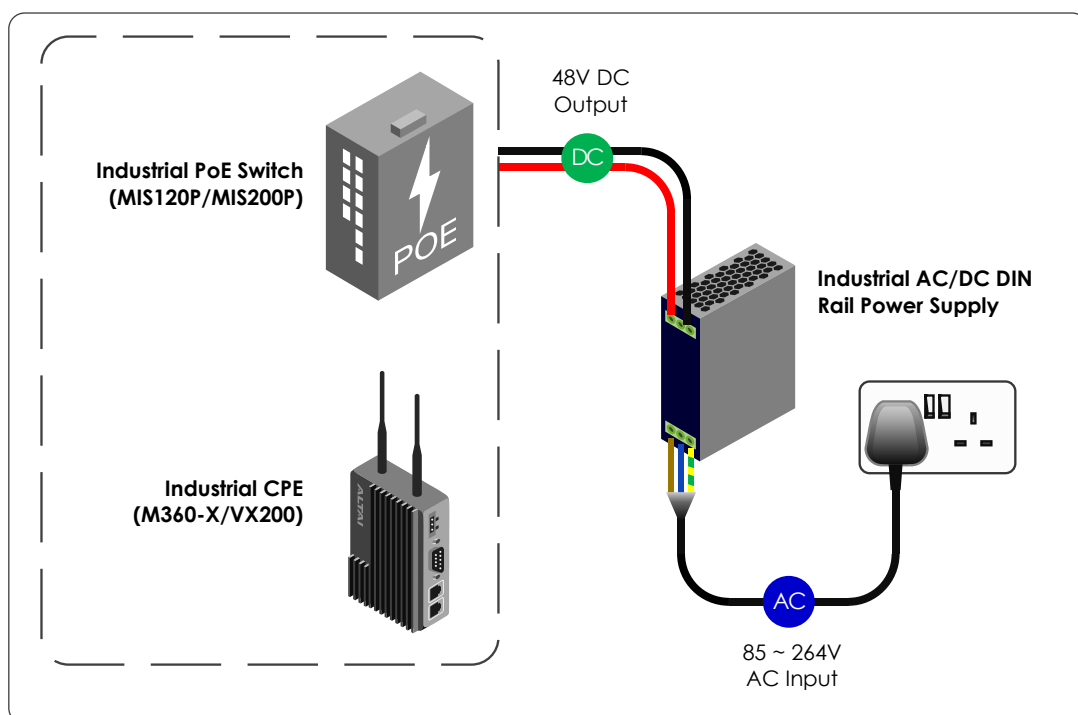 48V DC
Output
DC
Industrial PoE Switch
(MIS120P/MIS200P)
POE
Industrial AC/DC DIN
Rail Power Supply
Industrial CPE
(M360-X/VX200)
ALTAI
AC
85 ~ 264V
AC Input